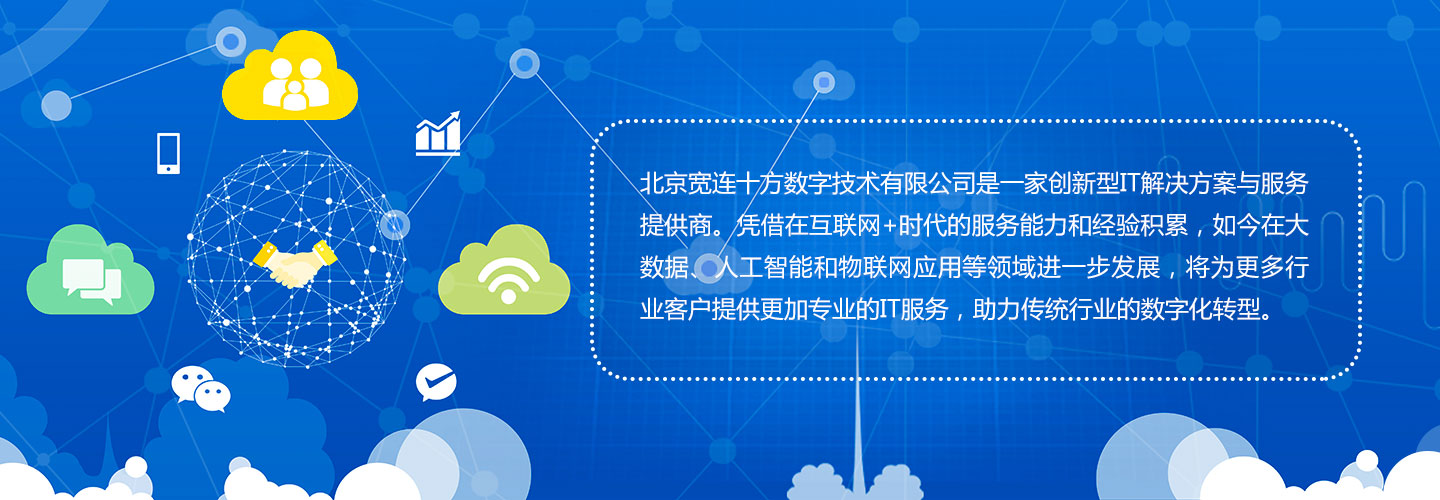 北京宽连十方数字技术有限公司是一家创新型IT解决方案与服务
提供商。凭借在互联网+时代的服务能力和经验积累，如今在大
数据、人工智能和物联网应用等领域进一步发展，将为更多行
业客户提供更加专业的IT服务，助力传统行业的数字化转型。